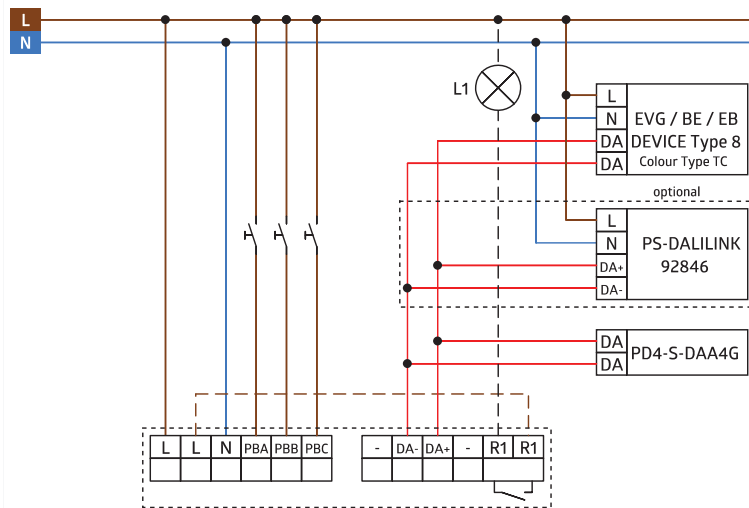 L
N
L1
L
N
DA
DA
EVG / BE / EB
DEVICE Type 8
Colour Type TC
optional
L
N
DA+
DA-
PS-DALILINK
92846
DA
DA
PD4-S-DAA4G
L L N PBA PBB PBC - DA- DA+ - R1 R1